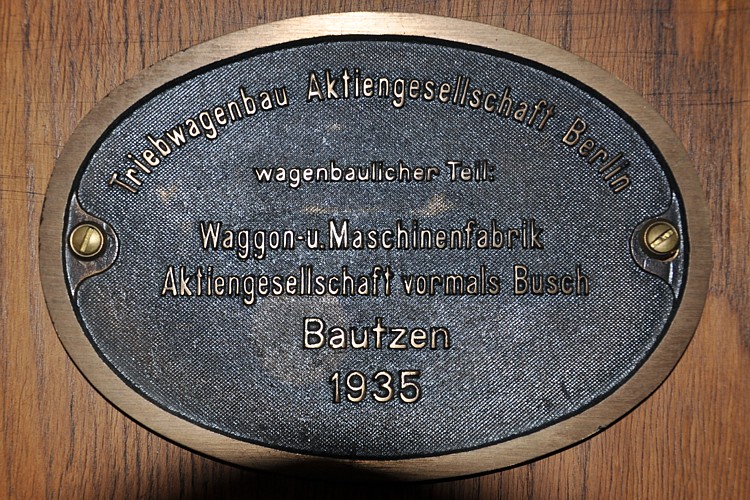 Triebwagenbau Aktiengesellschaft Berlin
wagenbaulicher Teil:
Waggon-u.Maschinenfabrik
Aktiengesellschaft vormals Busch
Bautzen
1935